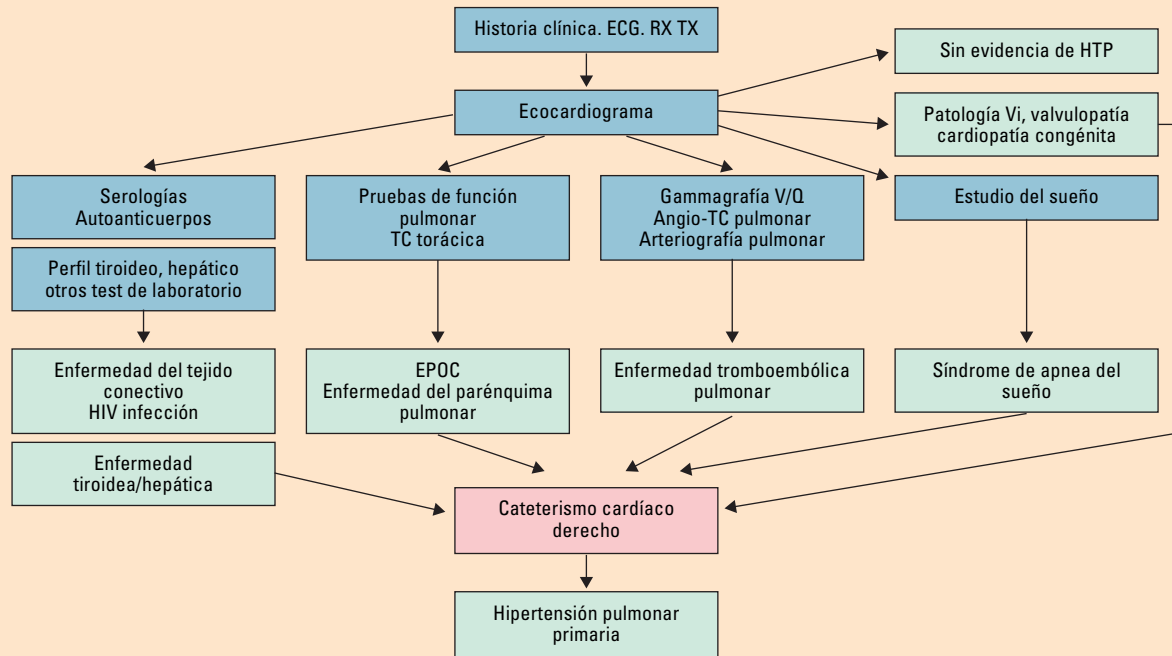 Historia clínica. ECG. RX TX
Sin evidencia de HTP
Ecocardiograma
Patología Vi, valvulopatía
cardiopatía congénita
Serologías
Autoanticuerpos
Pruebas de función
pulmonar
TC torácica
Gammagrafía V/Q
Angio-TC pulmonar
Arteriografía pulmonar
Estudio del sueño
Perfil tiroideo, hepático
otros test de laboratorio
Enfermedad del tejido
conectivo
HIV infección
EPOC
Enfermedad del parénquima
pulmonar
Enfermedad tromboembólica
pulmonar
Síndrome de apnea del
sueño
Enfermedad
tiroidea/hepática
Cateterismo cardíaco
derecho
Hipertensión pulmonar
primaria